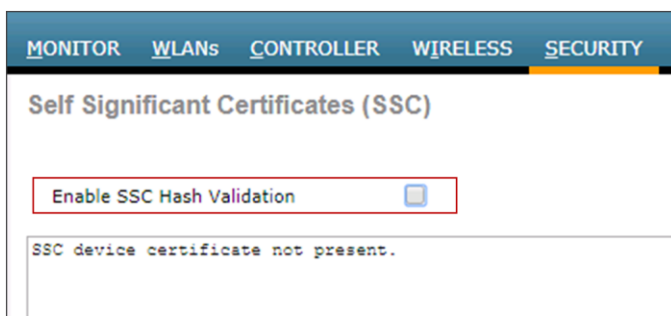 MONITOR WLANs CONTROLLER WIRELESS SECURITY
Self Significant Certificates (SSC)
Enable SSC Hash Validation
SSC device certificate not present.